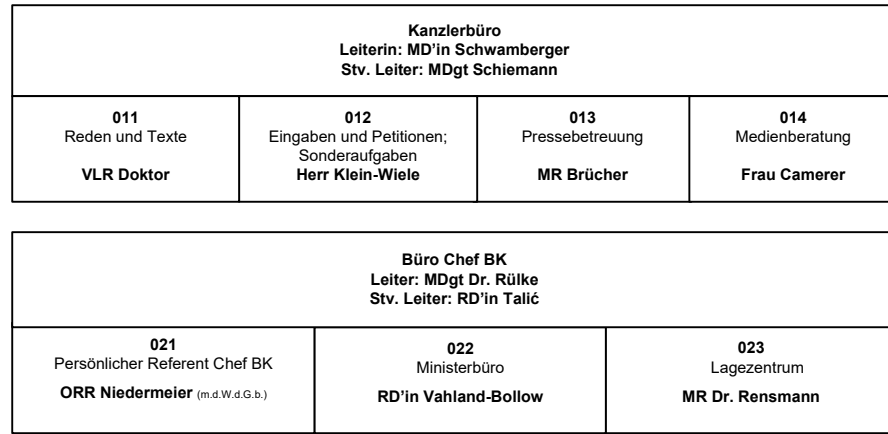 Kanzlerbüro
Leiterin: MD'in Schwamberger
Stv. Leiter: MDgt Schiemann
011
Reden und Texte
VLR Doktor
012
Eingaben und Petitionen;
Sonderaufgaben
Herr Klein-Wiele
013
Pressebetreuung
MR Brücher
014
Medienberatung
Frau Camerer
Büro Chef BK
Leiter: MDgt Dr. Rülke
Stv. Leiter: RD'in Talić
021
Persönlicher Referent Chef BK
ORR Niedermeier (m.d.W.d.G.b.)
022
Ministerbüro
RD'in Vahland-Bollow
023
Lagezentrum
MR Dr. Rensmann